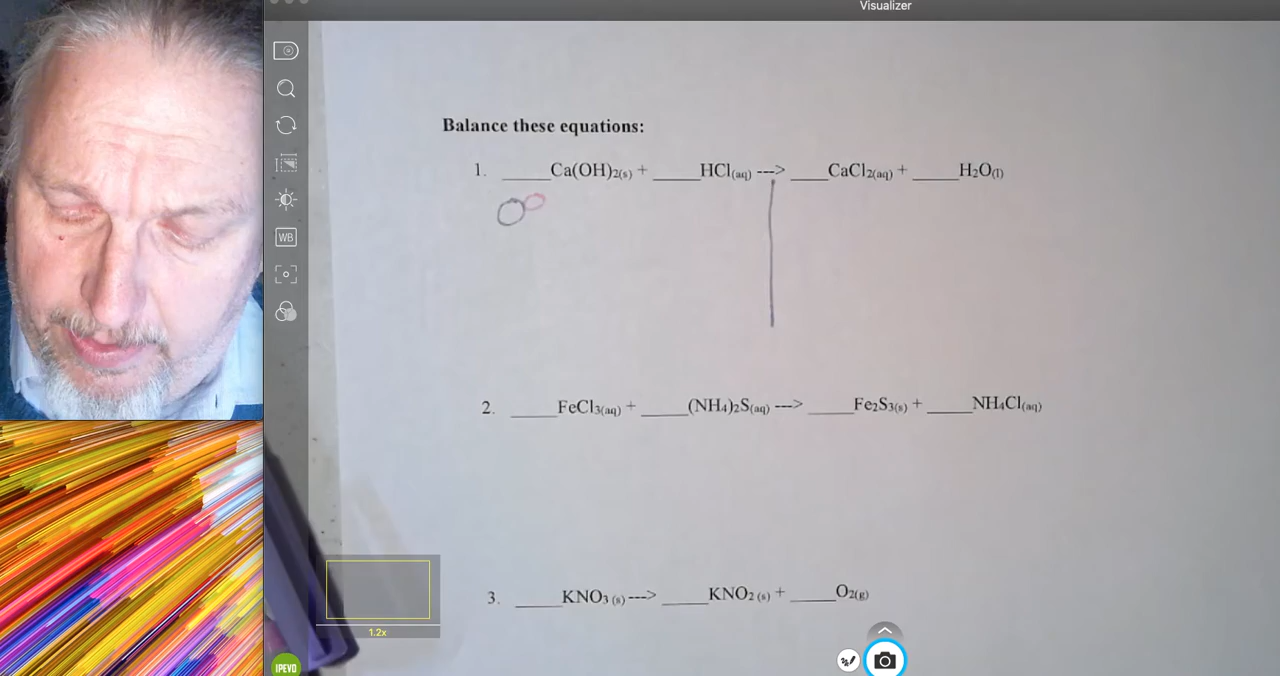 Visualizer
Balance these equations:
1. _____Ca(OH)2(s) + _____HCl(aq) ---> ____CaCl2(aq) + _____H2O(l)
2. _____FeCl3(aq) + _____(NH4)2S(aq) ---> _____Fe2S3(s) + _____NH4Cl(aq)
3. _____KNO3 (s) ---> _____KNO2 (s) + _____O2(g)
WB
1.2x
IPEVO